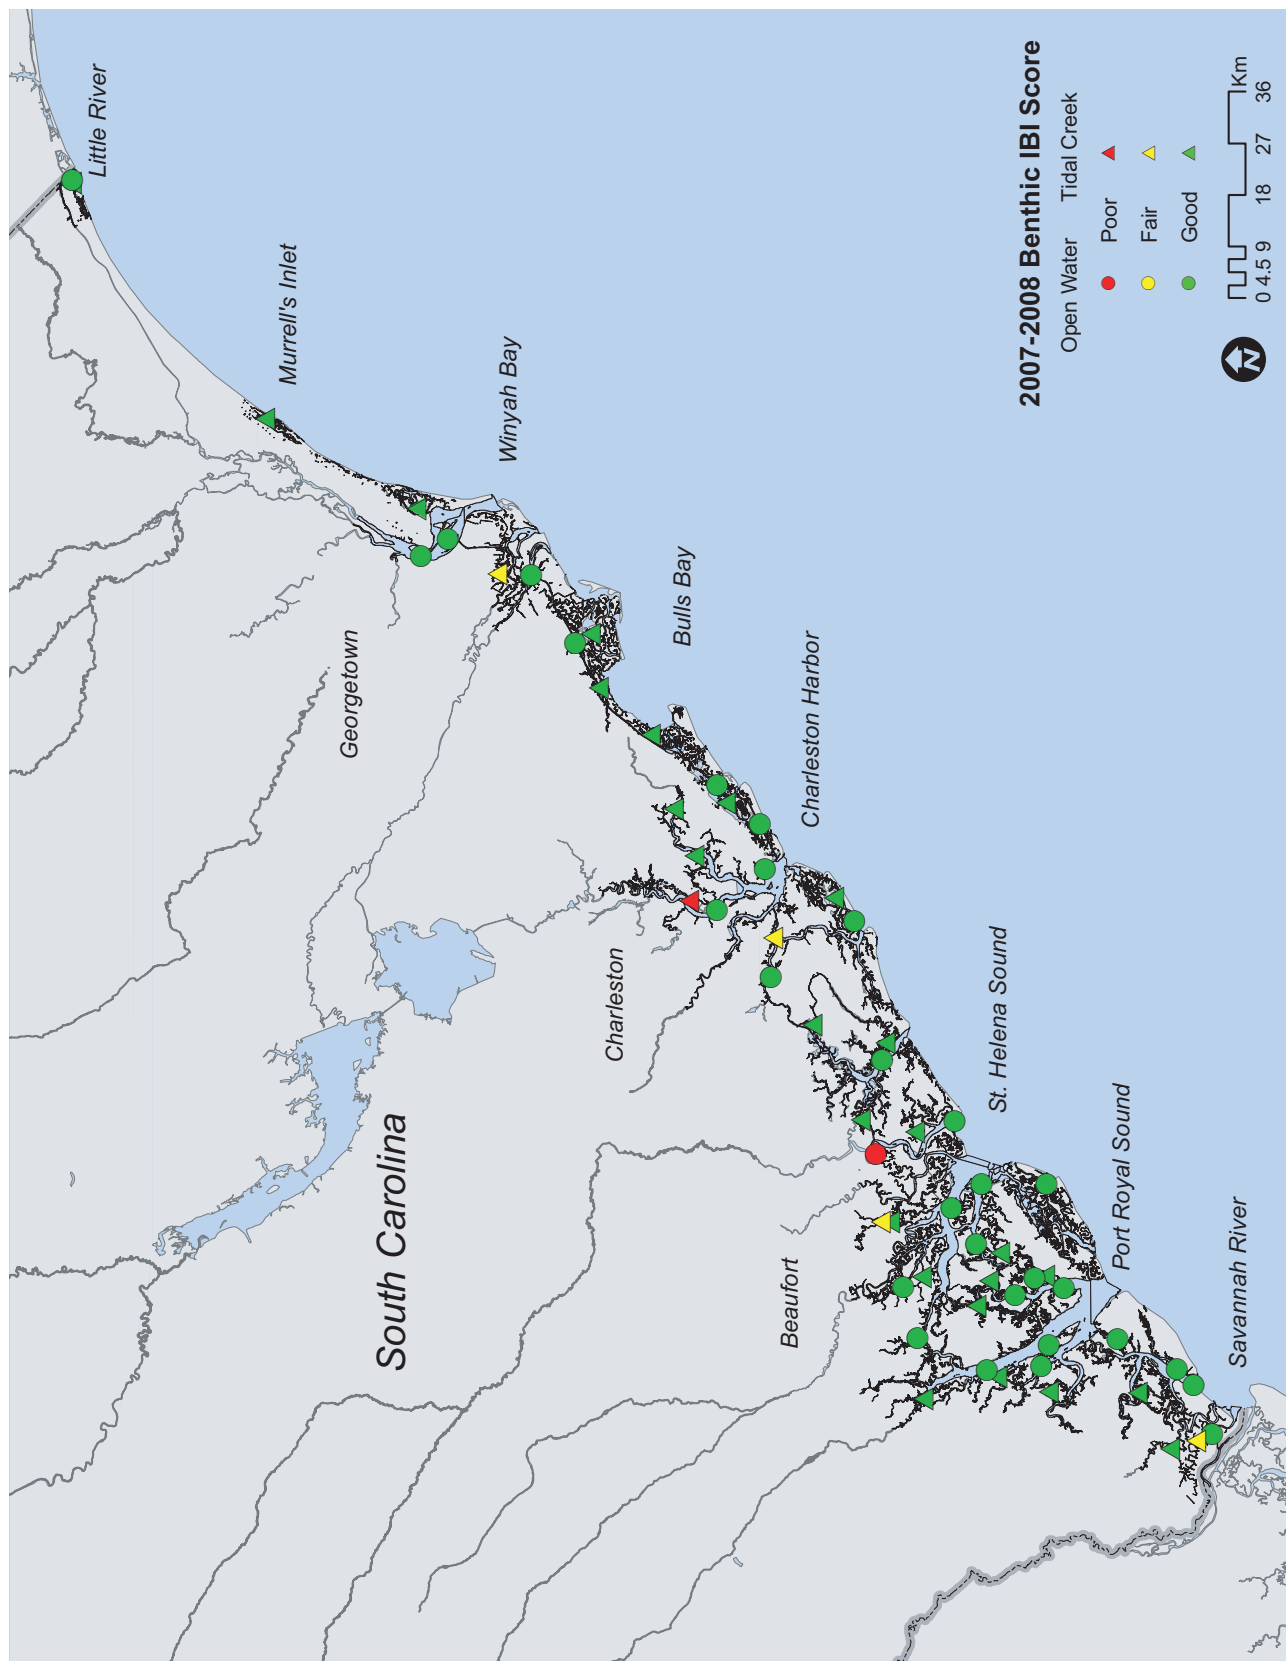 Little River
Murrell's Inlet
Winyah Bay
Georgetown
Bulls Bay
Charleston Harbor
Charleston
South Carolina
St. Helena Sound
Beaufort
Port Royal Sound
Savannah River
2007-2008 Benthic IBI Score
Open Water Tidal Creek
Poor
Fair
Good
0 4.5 9 18 27 36
Km
N